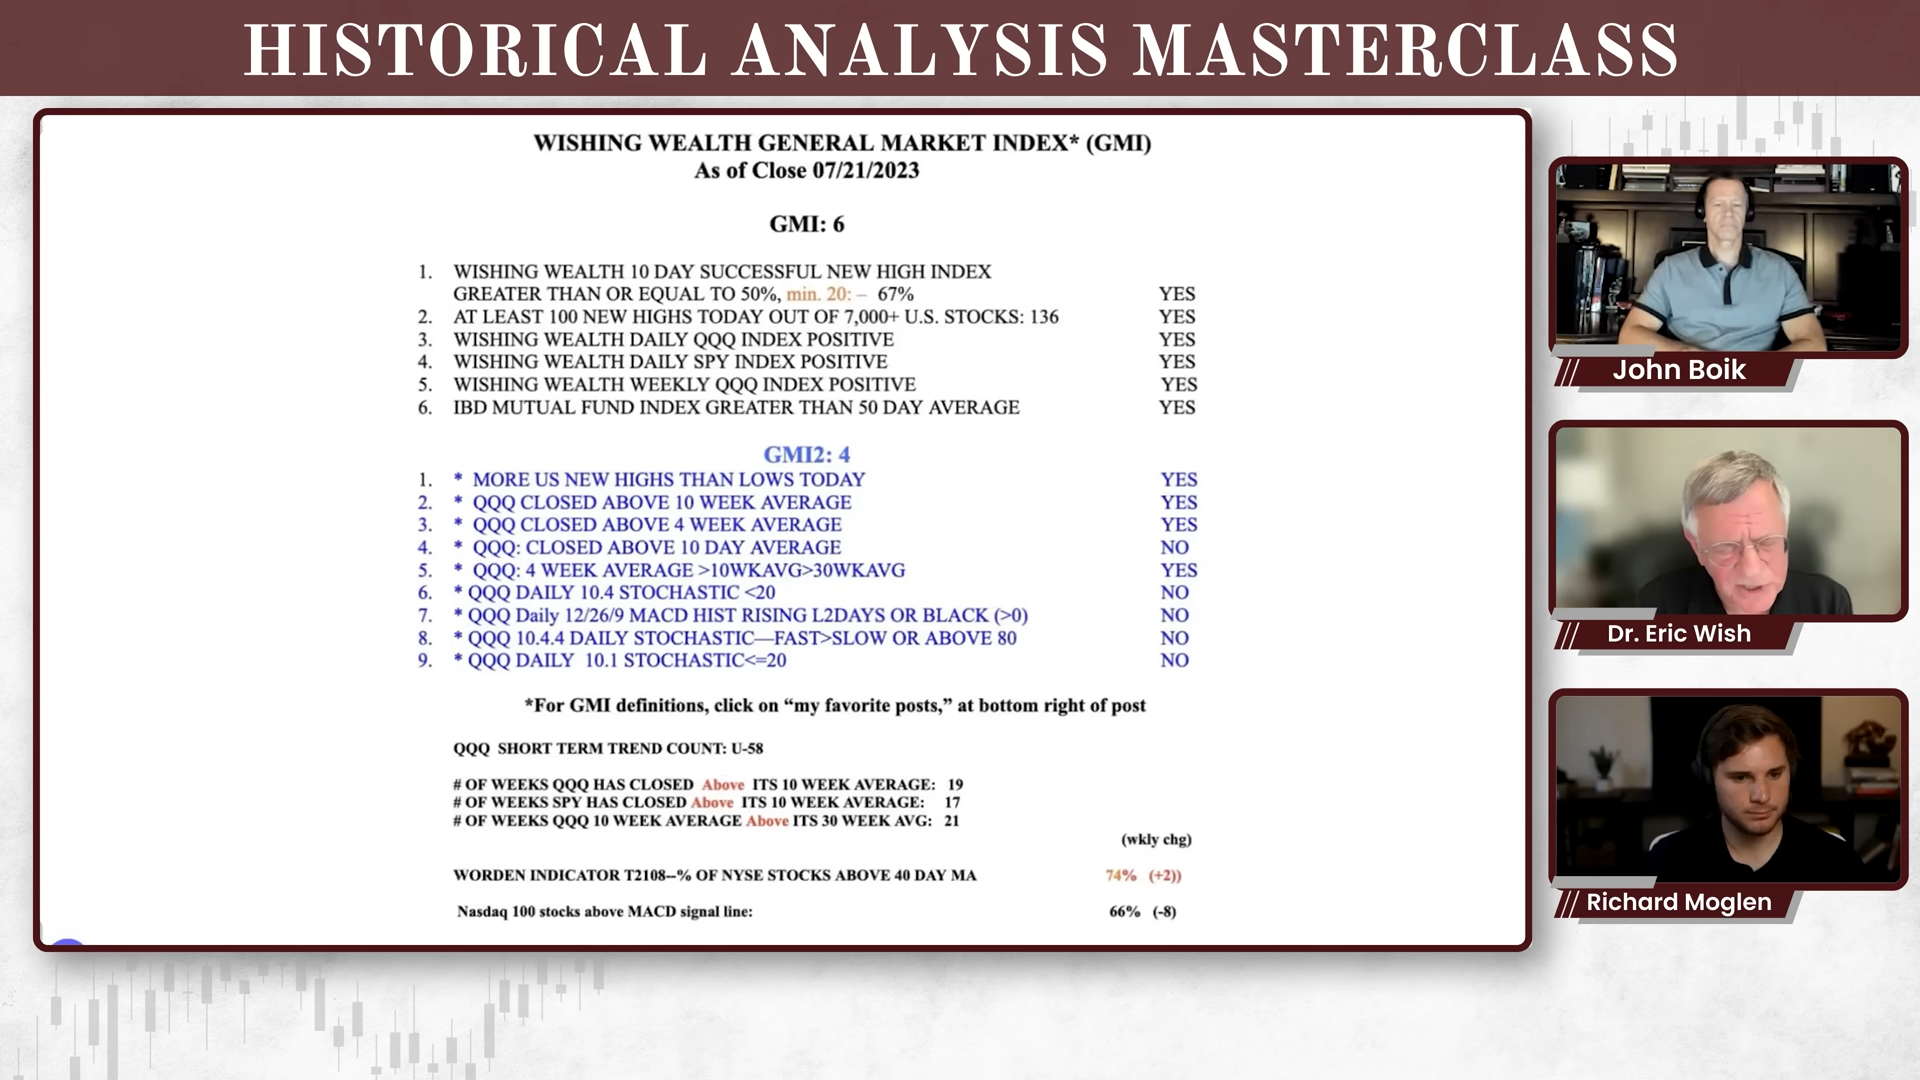 HISTORICAL ANALYSIS MASTERCLASS
WISHING WEALTH GENERAL MARKET INDEX* (GMI)
As of Close 07/21/2023
GMI: 6
1. WISHING WEALTH 10 DAY SUCCESSFUL NEW HIGH INDEX
GREATER THAN OR EQUAL TO 50%, min. 20: – 67% YES
2. AT LEAST 100 NEW HIGHS TODAY OUT OF 7,000+ U.S. STOCKS: 136 YES
3. WISHING WEALTH DAILY QQQ INDEX POSITIVE YES
4. WISHING WEALTH DAILY SPY INDEX POSITIVE YES
5. WISHING WEALTH WEEKLY QQQ INDEX POSITIVE YES
6. IBD MUTUAL FUND INDEX GREATER THAN 50 DAY AVERAGE YES
GMI2: 4
1. * MORE US NEW HIGHS THAN LOWS TODAY YES
2. * QQQ CLOSED ABOVE 10 WEEK AVERAGE YES
3. * QQQ CLOSED ABOVE 4 WEEK AVERAGE YES
4. * QQQ: CLOSED ABOVE 10 DAY AVERAGE NO
5. * QQQ: 4 WEEK AVERAGE >10WKAVG>30WKAVG YES
6. * QQQ DAILY 10.4 STOCHASTIC <20 NO
7. * QQQ Daily 12/26/9 MACD HIST RISING L2DAYS OR BLACK (>0) NO
8. * QQQ 10.4.4 DAILY STOCHASTIC—FAST>SLOW OR ABOVE 80 NO
9. * QQQ DAILY 10.1 STOCHASTIC<=20 NO
*For GMI definitions, click on “my favorite posts,” at bottom right of post
QQQ SHORT TERM TREND COUNT: U-58
# OF WEEKS QQQ HAS CLOSED Above ITS 10 WEEK AVERAGE: 19
# OF WEEKS SPY HAS CLOSED Above ITS 10 WEEK AVERAGE: 17
# OF WEEKS QQQ 10 WEEK AVERAGE Above ITS 30 WEEK AVG: 21
(wkly chg)
WORDEN INDICATOR T2108--% OF NYSE STOCKS ABOVE 40 DAY MA 74% (+2))
Nasdaq 100 stocks above MACD signal line: 66% (-8)
John Boik
Dr. Eric Wish
Richard Moglen